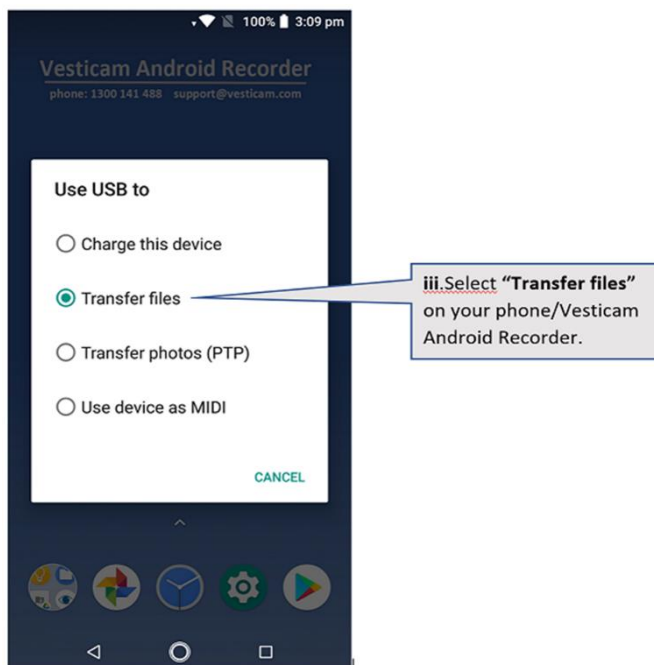 100% 3:09 pm
Vesticam Android Recorder
phone: 1300 141 488 support@vesticam.com
Use USB to
Charge this device
Transfer files
Transfer photos (PTP)
Use device as MIDI
CANCEL
iii.Select “Transfer files”
on your phone/Vesticam
Android Recorder.